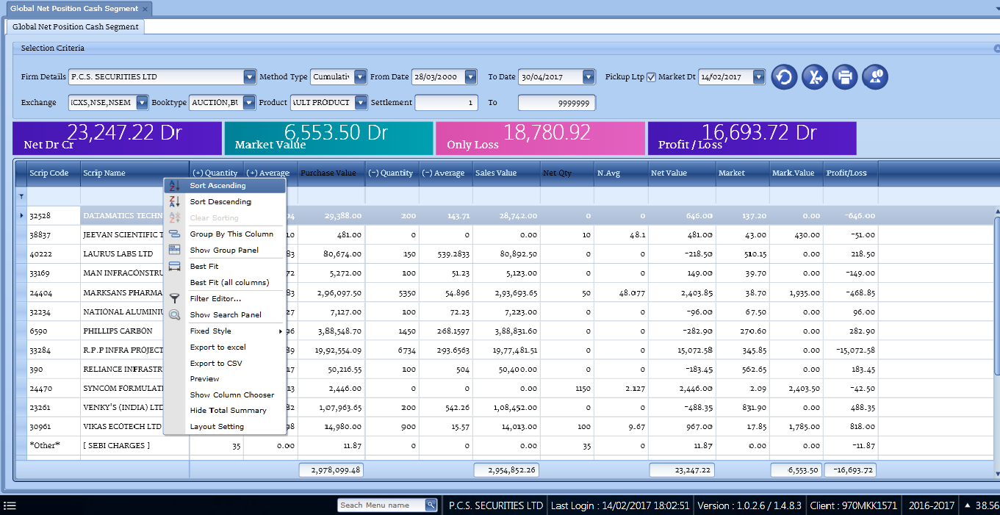 Global Net Position Cash Segment ×
Global Net Position Cash Segment
Selection Criteria
Firm Details P.C.S. SECURITIES LTD Method Type Cumulativ From Date 28/03/2000 To Date 30/04/2017 Pickup Ltp Market Dt 14/02/2017
Exchange ICXS,NSE,NSEM Booktype AUCTION,BU Product AULT PRODUCT Settlement 1 To 9999999
23,247.22 Dr 6,553.50 Dr 18,780.92 16,693.72 Dr
Net Dr Cr Market Value Only Loss Profit / Loss
Scrip Code Scrip Name (+) Quantity (+) Average Purchase Value (-) Quantity (-) Average Sales Value Net Qty N.Avg Net Value Market Mark.Value Profit/Loss
Sort Ascending
Sort Descending
Clear Sorting
Group By This Column
Show Group Panel
Best Fit
Best Fit (all columns)
Filter Editor...
Show Search Panel
Fixed Style
Export to excel
Export to CSV
Preview
Show Column Chooser
Hide Total Summary
Layout Setting
32528 DATAMATICS TECHN 29,388.00 200 143.71 28,742.00 0 0 646.00 137.20 0.00 -646.00
38837 JEEVAN SCIENTIFIC T 10 481.00 0 0 0.00 10 48.1 481.00 43.00 430.00 -51.00
40222 LAURUS LABS LTD 83 80,674.00 150 539.2833 80,892.50 0 0 -218.50 510.15 0.00 218.50
33169 MAN INFRACONSTRU 72 5,272.00 100 51.23 5,123.00 0 0 149.00 39.70 0.00 -149.00
24404 MARKSANS PHARMA 83 2,96,097.50 5350 54.896 2,93,693.65 50 48.077 2,403.85 38.70 1,935.00 -468.85
32234 NATIONAL ALUMINIU 27 7,127.00 100 72.23 7,223.00 0 0 -96.00 67.50 0.00 96.00
6590 PHILLIPS CARBON 96 3,88,548.70 1450 268.1597 3,88,831.60 0 0 -282.90 270.60 0.00 282.90
33284 R.P.P INFRA PROJECT 89 19,92,554.09 6734 293.6563 19,77,481.51 0 0 15,072.58 345.85 0.00 -15,072.58
390 RELIANCE INFRASTR 17 50,216.55 100 504 50,400.00 0 0 -183.45 562.65 0.00 183.45
24470 SYNCOM FORMULATI 13 2,446.00 0 0 0.00 1150 2.127 2,446.00 2.09 2,403.50 -42.50
23261 VENKY'S (INDIA) LTD 82 1,07,963.65 200 542.26 1,08,452.00 0 0 -488.35 831.90 0.00 488.35
30961 VIKAS ECOTECH LTD 98 14,980.00 900 15.57 14,013.00 100 9.67 967.00 17.85 1,785.00 818.00
*Other* [ SEBI CHARGES ] 35 0.00 11.87 0 0 0.00 35 0 11.87 0.00 0.00 -11.87
2,978,099.48 2,954,852.26 23,247.22 6,553.50 -16,693.72
Seach Menu name P.C.S. SECURITIES LTD Last Login : 14/02/2017 18:02:51 Version : 1.0.2.6 / 1.4.8.3 Client : 970MKK1571 2016-2017 38.56